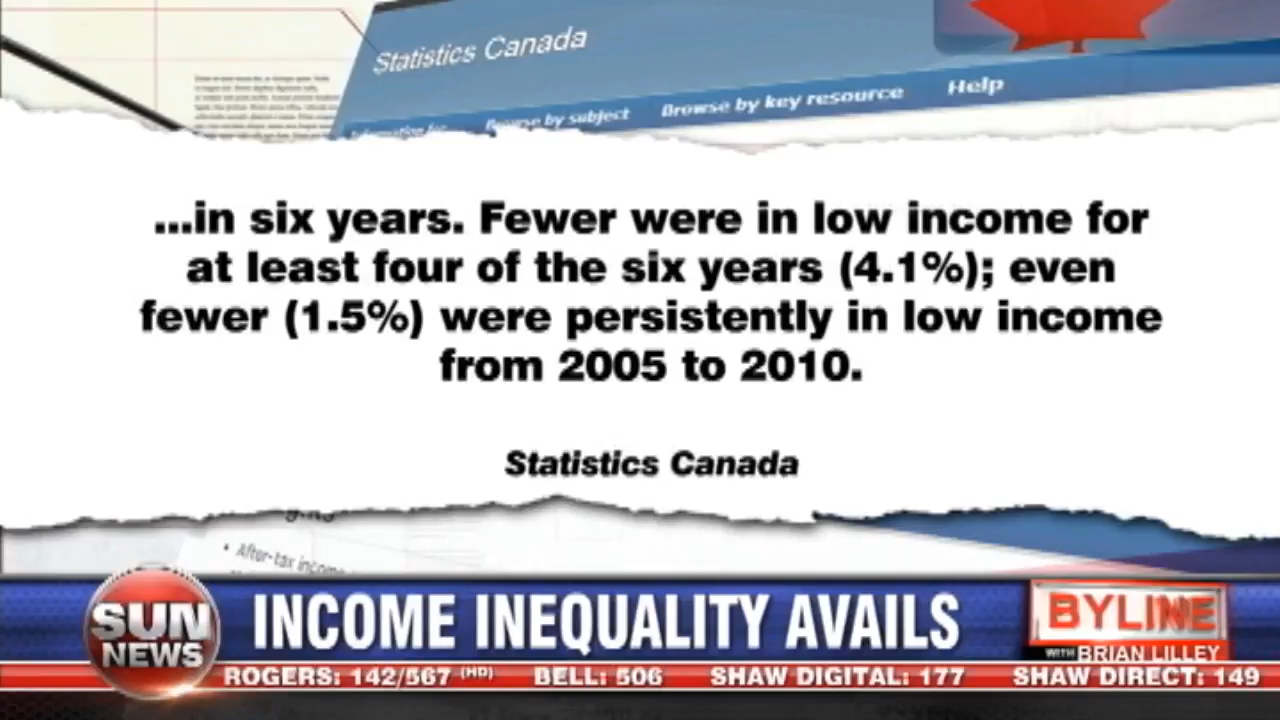 Statistics Canada
Browse by subject
Browse by key resource
Help
...in six years. Fewer were in low income for
at least four of the six years (4.1%); even
fewer (1.5%) were persistently in low income
from 2005 to 2010.
Statistics Canada
• After-tax income
SUN
NEWS
INCOME INEQUALITY AVAILS
BYLINE
WITH BRIAN LILLEY
ROGERS: 142/567 (HD) BELL: 506 SHAW DIGITAL: 177 SHAW DIRECT: 149